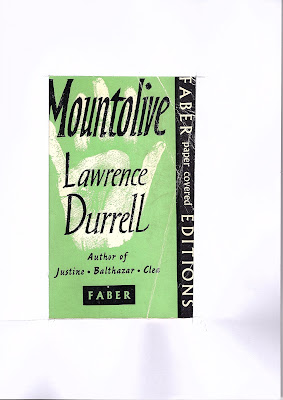 Mountolive
Lawrence
Durrell
Author of
Justine • Balthazar • Clea
FABER
FABER paper covered EDITIONS